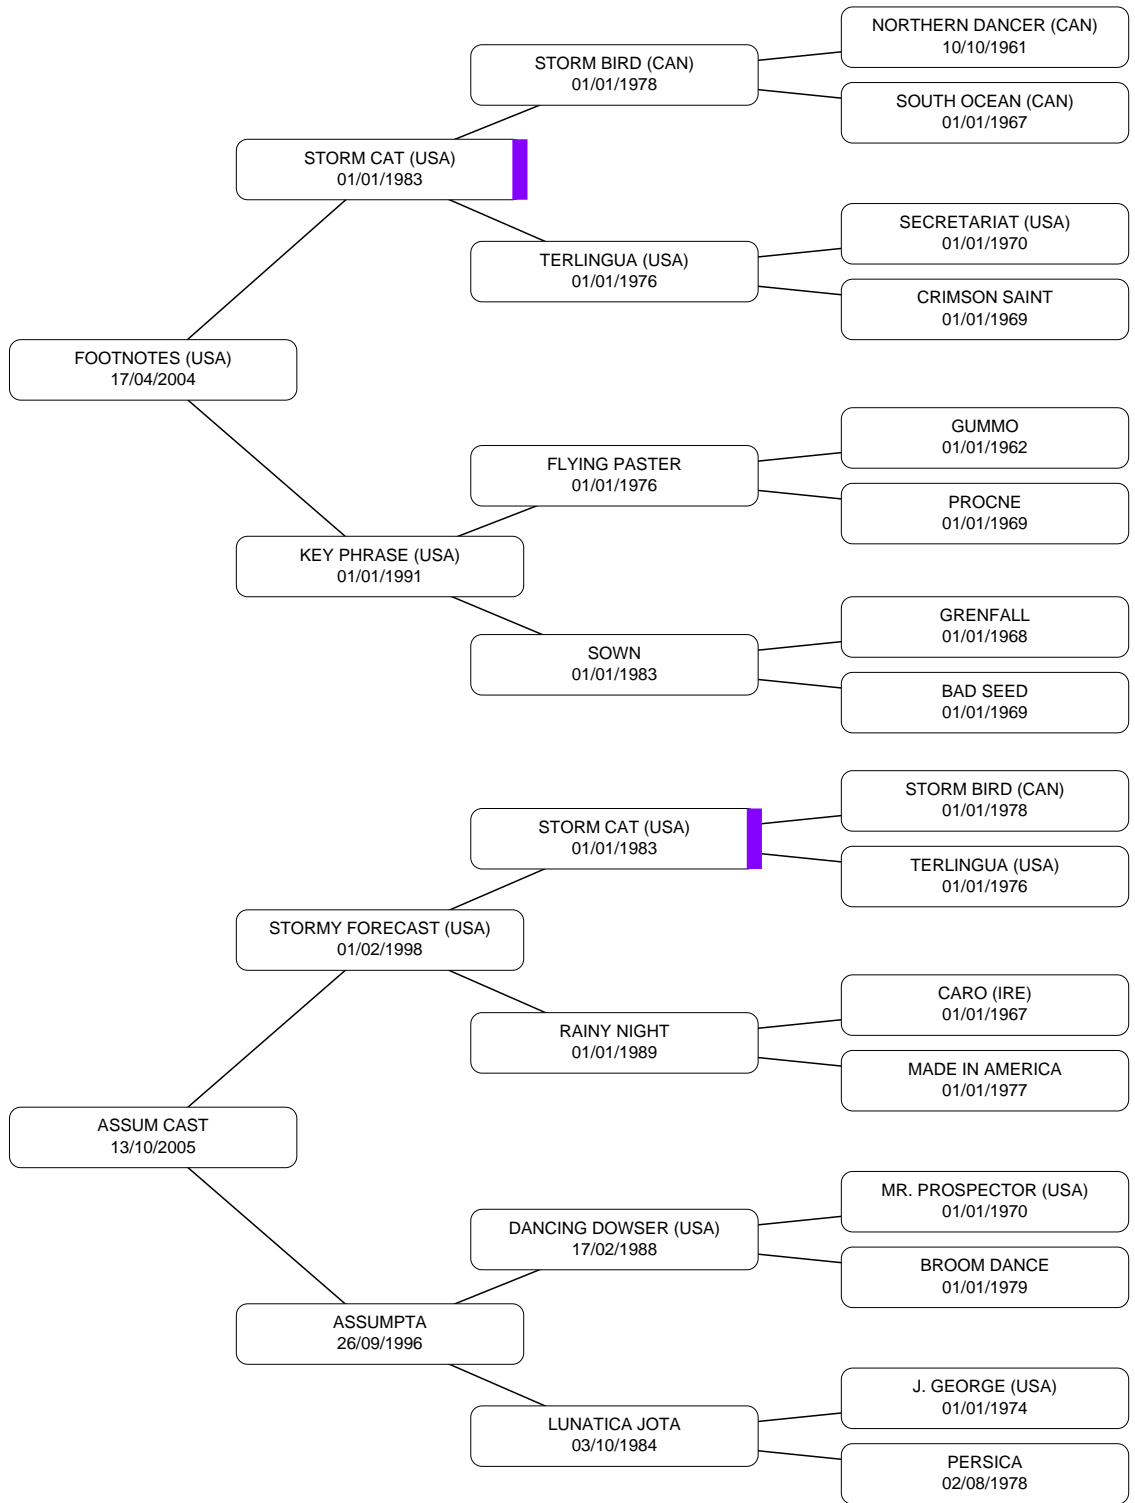 NORTHERN DANCER (CAN)
10/10/1961
STORM BIRD (CAN)
01/01/1978
SOUTH OCEAN (CAN)
01/01/1967
STORM CAT (USA)
01/01/1983
SECRETARIAT (USA)
01/01/1970
TERLINGUA (USA)
01/01/1976
CRIMSON SAINT
01/01/1969
FOOTNOTES (USA)
17/04/2004
GUMMO
01/01/1962
FLYING PASTER
01/01/1976
PROCNE
01/01/1969
KEY PHRASE (USA)
01/01/1991
GRENFALL
01/01/1968
SOWN
01/01/1983
BAD SEED
01/01/1969
STORM BIRD (CAN)
01/01/1978
STORM CAT (USA)
01/01/1983
TERLINGUA (USA)
01/01/1976
STORMY FORECAST (USA)
01/02/1998
CARO (IRE)
01/01/1967
RAINY NIGHT
01/01/1989
MADE IN AMERICA
01/01/1977
ASSUM CAST
13/10/2005
MR. PROSPECTOR (USA)
01/01/1970
DANCING DOWSER (USA)
17/02/1988
BROOM DANCE
01/01/1979
ASSUMPTA
26/09/1996
J. GEORGE (USA)
01/01/1974
LUNATICA JOTA
03/10/1984
PERSICA
02/08/1978